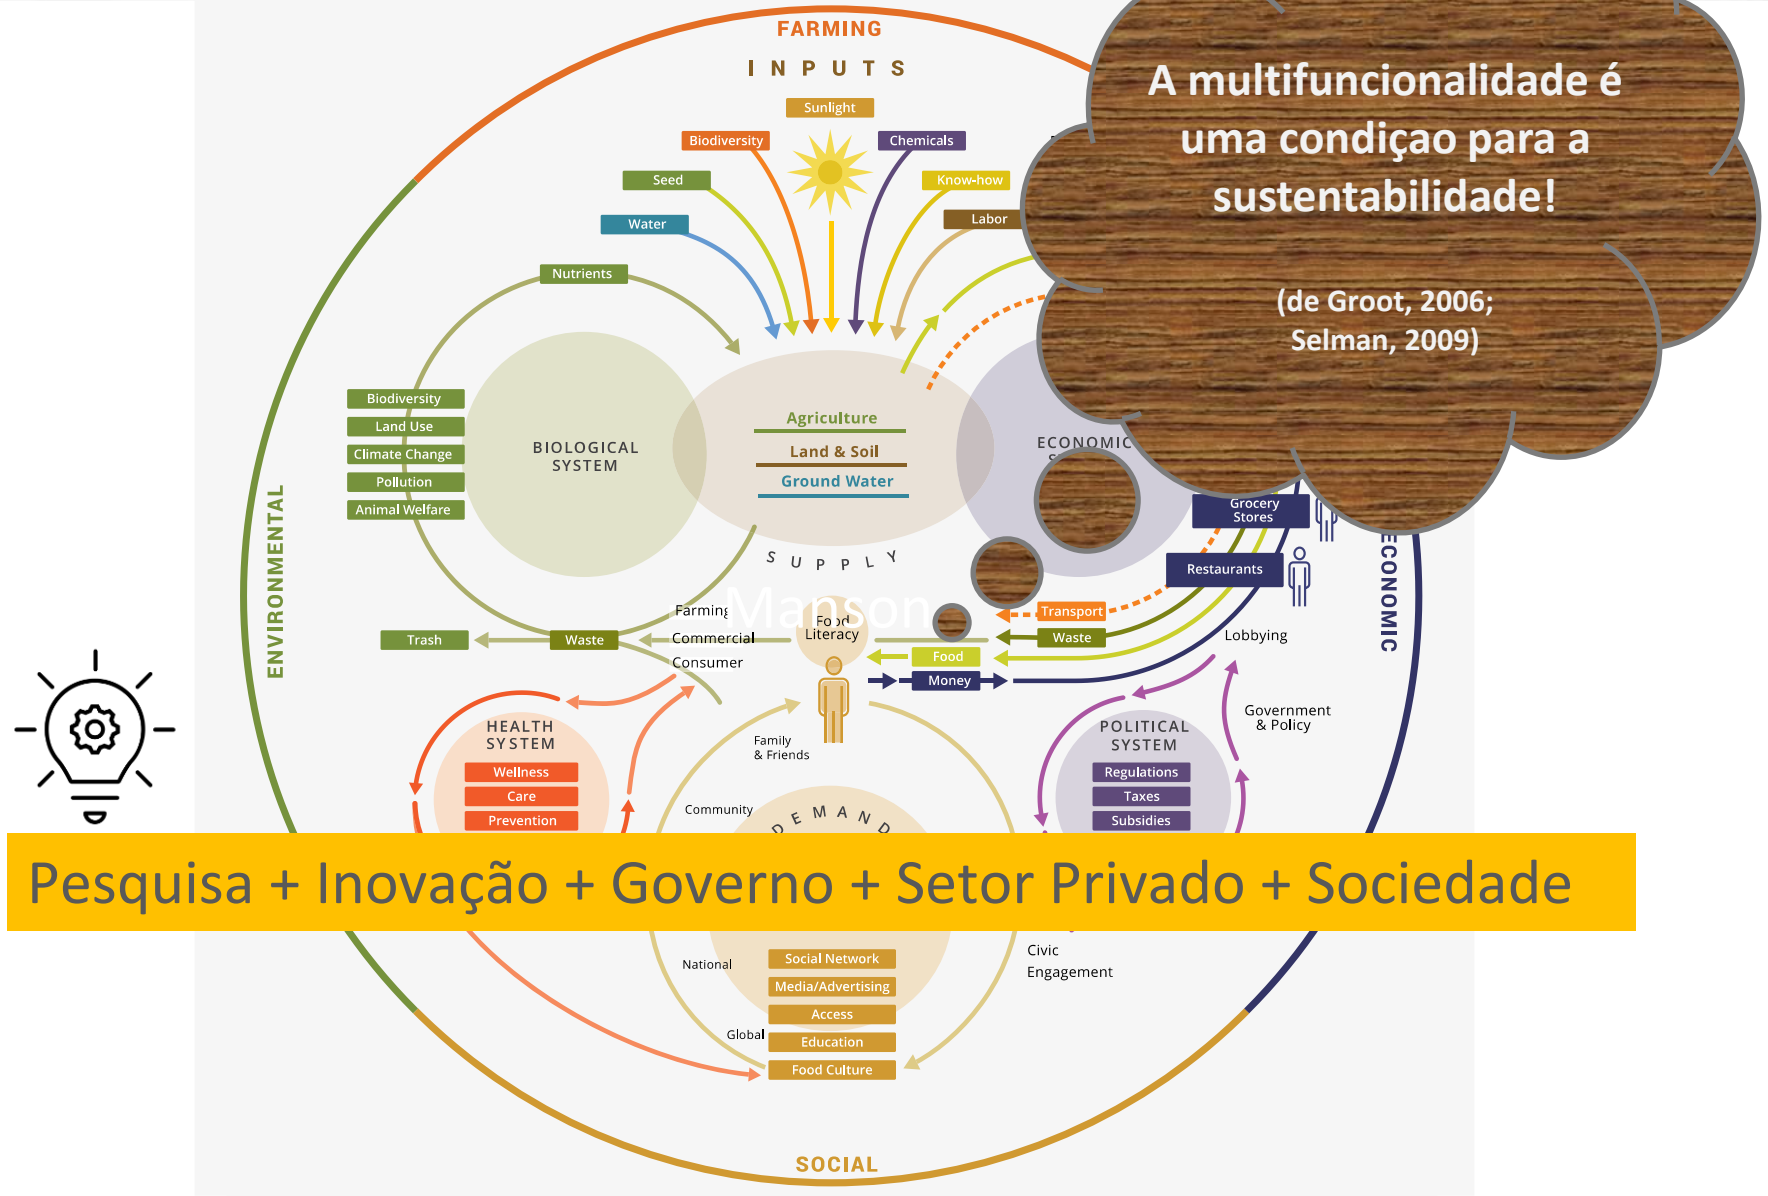 FARMING
INPUTS
Sunlight
Biodiversity
Chemicals
Seed
Know-how
Water
Labor
Nutrients
A multifuncionalidade é
uma condiçao para a
sustentabilidade!
(de Groot, 2006;
Selman, 2009)
Biodiversity
Land Use
Climate Change
Pollution
Animal Welfare
BIOLOGICAL
SYSTEM
Agriculture
Land & Soil
Ground Water
SUPPLY
ECONOMIC
Grocery
Stores
Restaurants
ENVIRONMENTAL
ECONOMIC
Manson
Farming
Commercial
Consumer
Trash
Waste
Food
Literacy
Transport
Waste
Food
Money
Lobbying
Government
& Policy
HEALTH
SYSTEM
Wellness
Care
Prevention
Family
& Friends
Community
DEMAND
POLITICAL
SYSTEM
Regulations
Taxes
Subsidies
Pesquisa + Inovação + Governo + Setor Privado + Sociedade
National
Global
Social Network
Media/Advertising
Access
Education
Food Culture
Civic
Engagement
SOCIAL